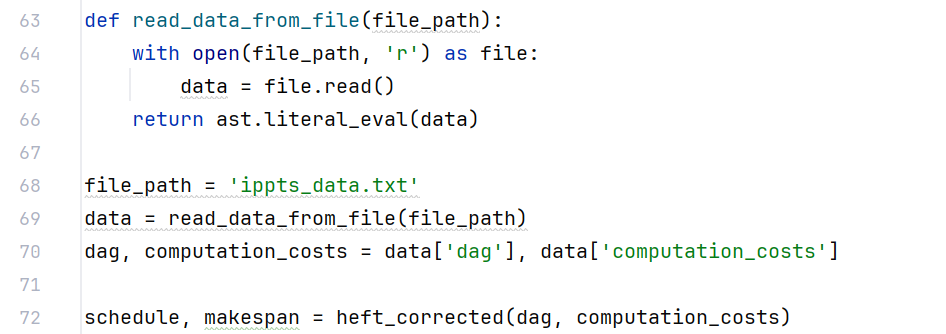 63 def read_data_from_file(file_path):
64     with open(file_path, 'r') as file:
65         data = file.read()
66     return ast.literal_eval(data)
67
68 file_path = 'ippts_data.txt'
69 data = read_data_from_file(file_path)
70 dag, computation_costs = data['dag'], data['computation_costs']
71
72 schedule, makespan = heft_corrected(dag, computation_costs)